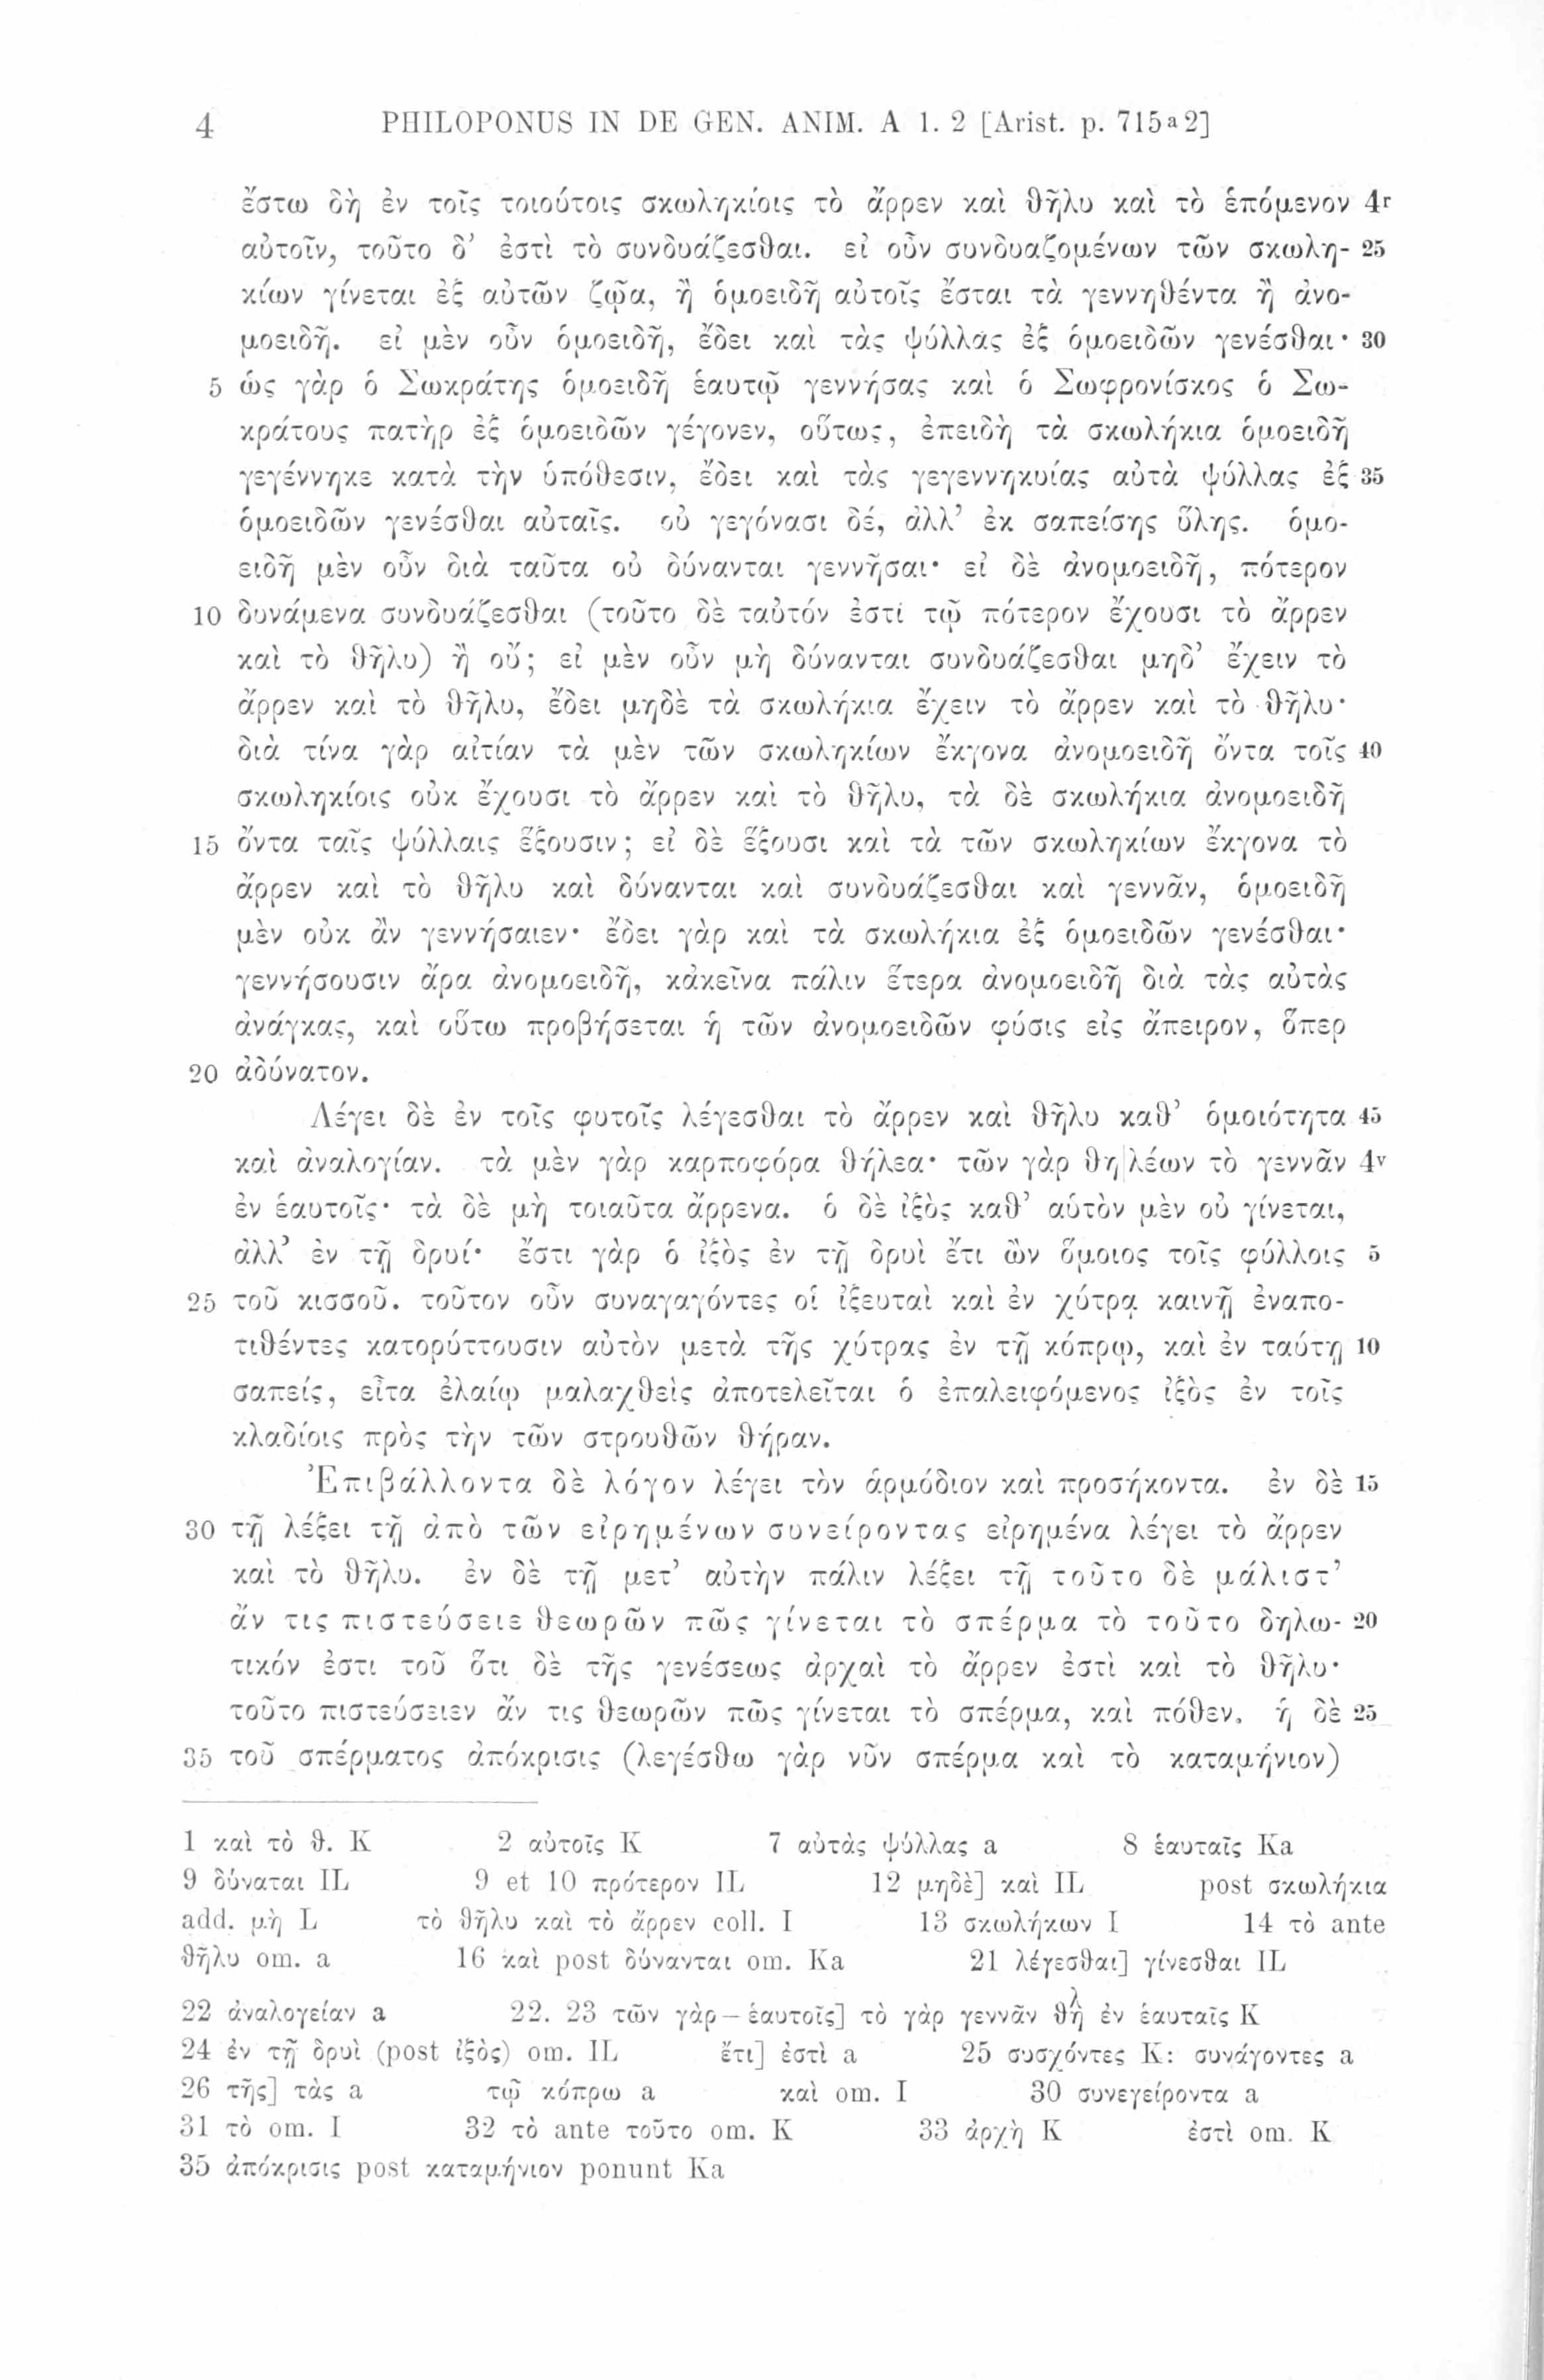 4 PHILOPONUS IN DE GEN. ANIM. A 1. 2 [Arist. p. 715a2]
ἔστω δὴ ἐν τοῖς τοιούτοις σκωληκίοις τὸ ἄρρεν καὶ θῆλυ καὶ τὸ ἑπόμενον 4r
αὐτοῖν, τοῦτο δ’ ἐστὶ τὸ συνδυάζεσθαι. εἰ οὖν συνδυαζομένων τῶν σκωλη- 25
κίων γίνεται ἐξ αὐτῶν ζῷα, ἢ ὁμοειδῆ αὐτοῖς ἔσται τὰ γεννηθέντα ἢ ἀνο-
μοειδῆ. εἰ μὲν οὖν ὁμοειδῆ, ἔδει καὶ τὰς ψύλλας ἐξ ὁμοειδῶν γενέσθαι· 30
5 ὡς γὰρ ὁ Σωκράτης ὁμοειδῆ ἑαυτῷ γεννήσας καὶ ὁ Σωφρονίσκος ὁ Σω-
κράτους πατὴρ ἐξ ὁμοειδῶν γέγονεν, οὕτως, ἐπειδὴ τὰ σκωλήκια ὁμοειδῆ
γεγέννηκε κατὰ τὴν ὑπόθεσιν, ἔδει καὶ τὰς γεγεννηκυίας αὐτὰ ψύλλας ἐξ 35
ὁμοειδῶν γενέσθαι αὐταῖς. οὐ γεγόνασι δέ, ἀλλ’ ἐκ σαπείσης ὕλης. ὁμο-
ειδῆ μὲν οὖν διὰ ταῦτα οὐ δύνανται γεννῆσαι· εἰ δὲ ἀνομοειδῆ, πότερον
10 δυνάμενα συνδυάζεσθαι (τοῦτο δὲ ταὐτόν ἐστι τῷ πότερον ἔχουσι τὸ ἄρρεν
καὶ τὸ θῆλυ) ἢ οὔ; εἰ μὲν οὖν μὴ δύνανται συνδυάζεσθαι μηδ’ ἔχειν τὸ
ἄρρεν καὶ τὸ θῆλυ, ἔδει μηδὲ τὰ σκωλήκια ἔχειν τὸ ἄρρεν καὶ τὸ θῆλυ·
διὰ τίνα γὰρ αἰτίαν τὰ μὲν τῶν σκωληκίων ἔκγονα ἀνομοειδῆ ὄντα τοῖς 40
σκωληκίοις οὐκ ἔχουσι τὸ ἄρρεν καὶ τὸ θῆλυ, τὰ δὲ σκωλήκια ἀνομοειδῆ
15 ὄντα ταῖς ψύλλαις ἕξουσιν; εἰ δὲ ἕξουσι καὶ τὰ τῶν σκωληκίων ἔκγονα τὸ
ἄρρεν καὶ τὸ θῆλυ καὶ δύνανται καὶ συνδυάζεσθαι καὶ γεννᾶν, ὁμοειδῆ
μὲν οὐκ ἂν γεννήσαιεν· ἔδει γὰρ καὶ τὰ σκωλήκια ἐξ ὁμοειδῶν γενέσθαι·
γεννήσουσιν ἄρα ἀνομοειδῆ, κἀκεῖνα πάλιν ἕτερα ἀνομοειδῆ διὰ τὰς αὐτὰς
ἀνάγκας, καὶ οὕτω προβήσεται ἡ τῶν ἀνομοειδῶν φύσις εἰς ἄπειρον, ὅπερ
20 ἀδύνατον.
Λέγει δὲ ἐν τοῖς φυτοῖς λέγεσθαι τὸ ἄρρεν καὶ θῆλυ καθ’ ὁμοιότητα 45
καὶ ἀναλογίαν. τὰ μὲν γὰρ καρποφόρα θήλεα· τῶν γὰρ θη|λέων τὸ γεννᾶν 4v
ἐν ἑαυτοῖς· τὰ δὲ μὴ τοιαῦτα ἄρρενα. ὁ δὲ ἰξὸς καθ’ αὑτὸν μὲν οὐ γίνεται,
ἀλλ’ ἐν τῇ δρυί· ἔστι γὰρ ὁ ἰξὸς ἐν τῇ δρυὶ ἔτι ὢν ὅμοιος τοῖς φύλλοις 5
25 τοῦ κισσοῦ. τοῦτον οὖν συναγαγόντες οἱ ἰξευταὶ καὶ ἐν χύτρᾳ καινῇ ἐναπο-
τιθέντες κατορύττουσιν αὐτὸν μετὰ τῆς χύτρας ἐν τῇ κόπρῳ, καὶ ἐν ταύτῃ 10
σαπείς, εἶτα ἐλαίῳ μαλαχθεὶς ἀποτελεῖται ὁ ἐπαλειφόμενος ἰξὸς ἐν τοῖς
κλαδίοις πρὸς τὴν τῶν στρουθῶν θήραν.
Ἐπιβάλλοντα δὲ λόγον λέγει τὸν ἁρμόδιον καὶ προσήκοντα. ἐν δὲ 15
30 τῇ λέξει τῇ ἀπὸ τῶν εἰρημένων συνείροντας εἰρημένα λέγει τὸ ἄρρεν
καὶ τὸ θῆλυ. ἐν δὲ τῇ μετ’ αὐτὴν πάλιν λέξει τῇ τοῦτο δὲ μάλιστ’
ἄν τις πιστεύσειε θεωρῶν πῶς γίνεται τὸ σπέρμα τὸ τοῦτο δηλω- 20
τικόν ἐστι τοῦ ὅτι δὲ τῆς γενέσεως ἀρχαὶ τὸ ἄρρεν ἐστὶ καὶ τὸ θῆλυ·
τοῦτο πιστεύσειεν ἄν τις θεωρῶν πῶς γίνεται τὸ σπέρμα, καὶ πόθεν. ἡ δὲ 25
35 τοῦ σπέρματος ἀπόκρισις (λεγέσθω γὰρ νῦν σπέρμα καὶ τὸ καταμήνιον)
1 καὶ τὸ θ. K 2 αὐτοῖς K 7 αὐτὰς ψύλλας a 8 ἑαυταῖς Ka
9 δύναται IL 9 et 10 πρότερον IL 12 μηδὲ] καὶ IL post σκωλήκια
add. μὴ L τὸ θῆλυ καὶ τὸ ἄρρεν coll. I 13 σκωλήκων I 14 τὸ ante
θῆλυ om. a 16 καὶ post δύνανται om. Ka 21 λέγεσθαι] γίνεσθαι IL
22 ἀναλογείαν a 22. 23 τῶν γὰρ — ἑαυτοῖς] τὸ γὰρ γεννᾶν θηλ ἐν ἑαυταῖς K
24 ἐν τῇ δρυὶ (post ἰξὸς) om. IL ἔτι] ἐστὶ a 25 συσχόντες K: συνάγοντες a
26 τῆς] τὰς a τῷ κόπρω a καὶ om. I 30 συνεγείροντα a
31 τὸ om. I 32 τὸ ante τοῦτο om. K 33 ἀρχὴ K ἐστὶ om. K
35 ἀπόκρισις post καταμήνιον ponunt Ka